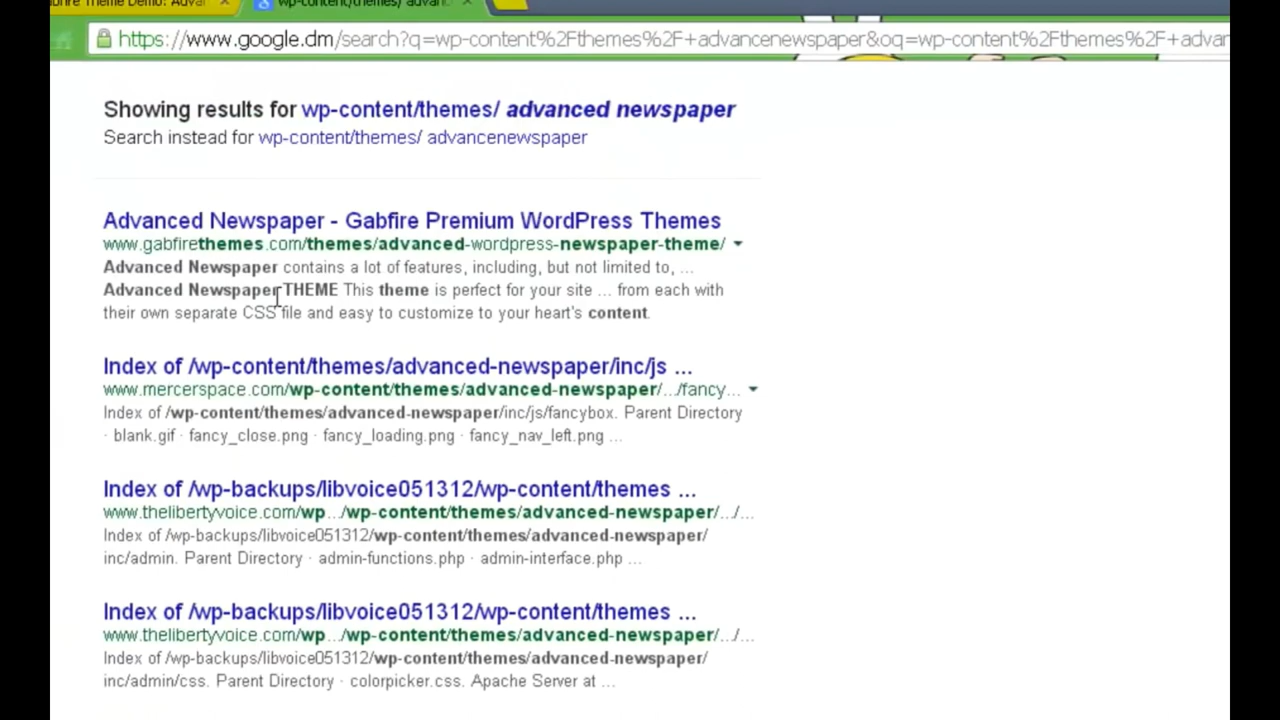 wp-content/themes/ advan
https://www.google.dm/search?q=wp-content%2Fthemes%2F+advancenewspaper&oq=wp-content%2Fthemes%2F+advar
Showing results for wp-content/themes/ advanced newspaper
Search instead for wp-content/themes/ advancenewspaper
Advanced Newspaper - Gabfire Premium WordPress Themes
www.gabfirethemes.com/themes/advanced-wordpress-newspaper-theme/
Advanced Newspaper contains a lot of features, including, but not limited to, ...
Advanced Newspaper THEME This theme is perfect for your site ... from each with
their own separate CSS file and easy to customize to your heart's content.
Index of /wp-content/themes/advanced-newspaper/inc/js ...
www.mercerspace.com/wp-content/themes/advanced-newspaper/.../fancy...
Index of /wp-content/themes/advanced-newspaper/inc/js/fancybox. Parent Directory
· blank.gif · fancy_close.png · fancy_loading.png · fancy_nav_left.png ...
Index of /wp-backups/libvoice051312/wp-content/themes ...
www.thelibertyvoice.com/wp.../wp-content/themes/advanced-newspaper/.../...
Index of /wp-backups/libvoice051312/wp-content/themes/advanced-newspaper/
inc/admin. Parent Directory · admin-functions.php · admin-interface.php ...
Index of /wp-backups/libvoice051312/wp-content/themes ...
www.thelibertyvoice.com/wp.../wp-content/themes/advanced-newspaper/.../...
Index of /wp-backups/libvoice051312/wp-content/themes/advanced-newspaper/
inc/admin/css. Parent Directory · colorpicker.css. Apache Server at ...